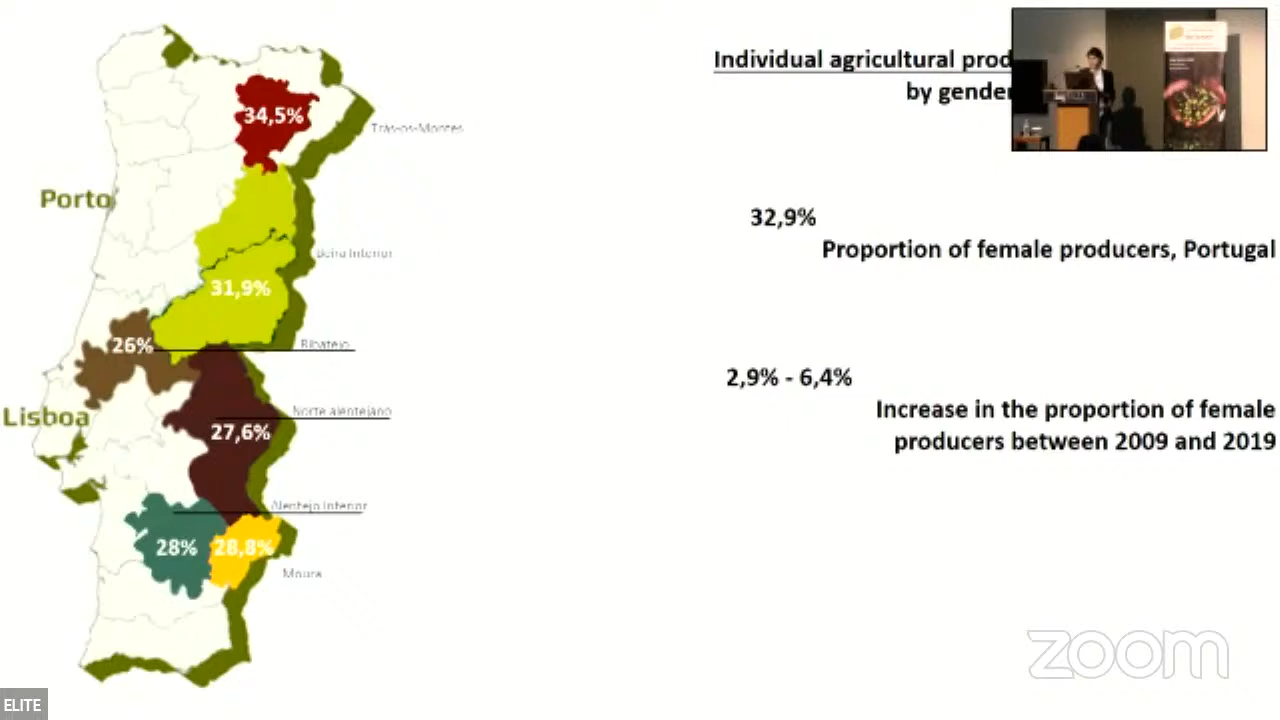 Individual agricultural prod
by gender
34,5%
Tras-os-Montes
Porto
32,9%
Proportion of female producers, Portugal
Beira Interior
31,9%
26%
Ribatejo
2,9% - 6,4%
Increase in the proportion of female
producers between 2009 and 2019
Norte alentejano
Lisboa
27,6%
Alentejo Interior
28%
28,8%
Moura
zoom
ELITE